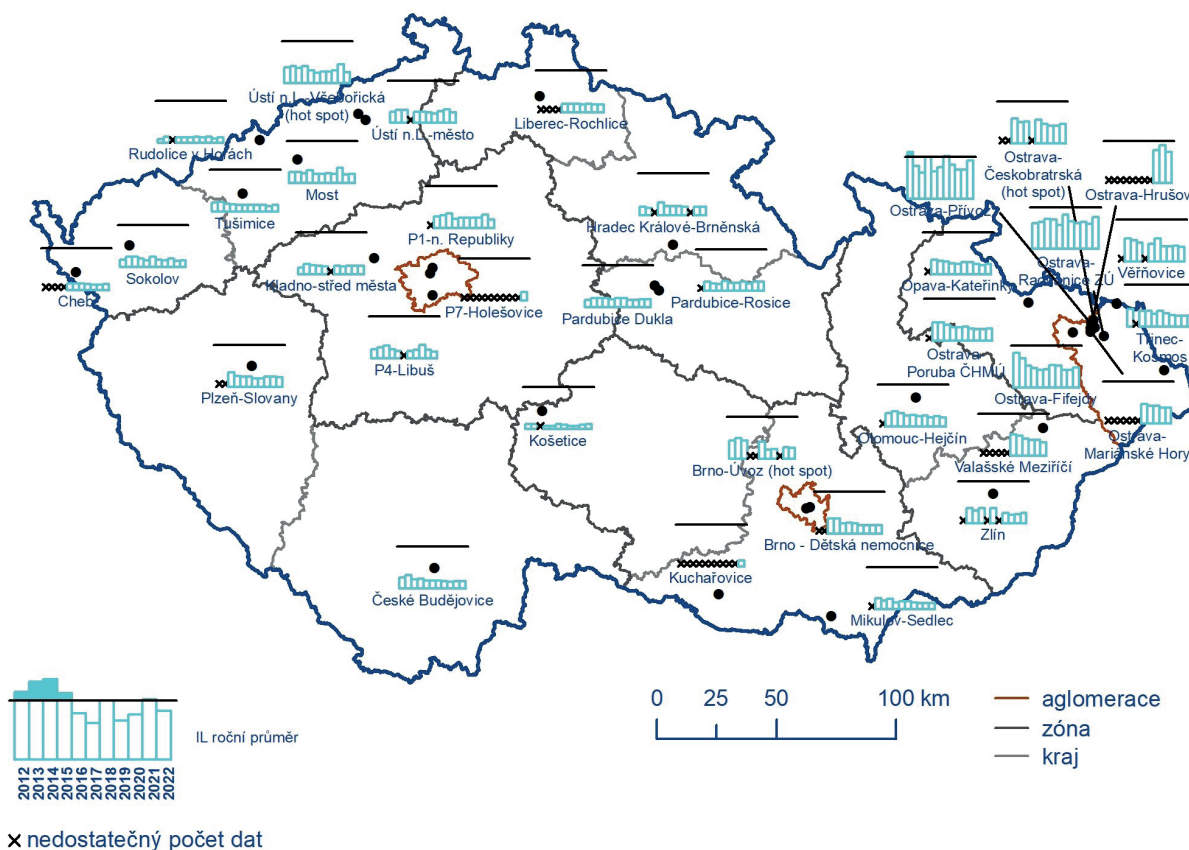 Ústí n.L.-Všebořická
(hot spot)
Ústí n.L.-město
Liberec-Rochlice
Rudolice v Horách
Most
Tušimice
Ostrava-
Českobratrská
(hot spot)
Ostrava-Přívoz
Ostrava-Hrušov
P1-n. Republiky
Hradec Králové-Brněnská
Sokolov
Cheb
Kladno-střed města
P7-Holešovice
Pardubice Dukla
Pardubice-Rosice
Opava-Kateřinky
Ostrava-
Radvanice ZÚ
Věřňovice
P4-Libuš
Ostrava-
Poruba ČHMÚ
Třinec-
Kosmos
Plzeň-Slovany
Ostrava-Fifejdy
Košetice
Olomouc-Hejčín
Ostrava-
Mariánské Hory
Brno-Úvoz (hot spot)
Valašské Meziříčí
Brno - Dětská nemocnice
Zlín
České Budějovice
Kuchařovice
Mikulov-Sedlec
IL roční průměr
2012
2013
2014
2015
2016
2017
2018
2019
2020
2021
2022
nedostatečný počet dat
0 25 50 100 km
aglomerace
zóna
kraj